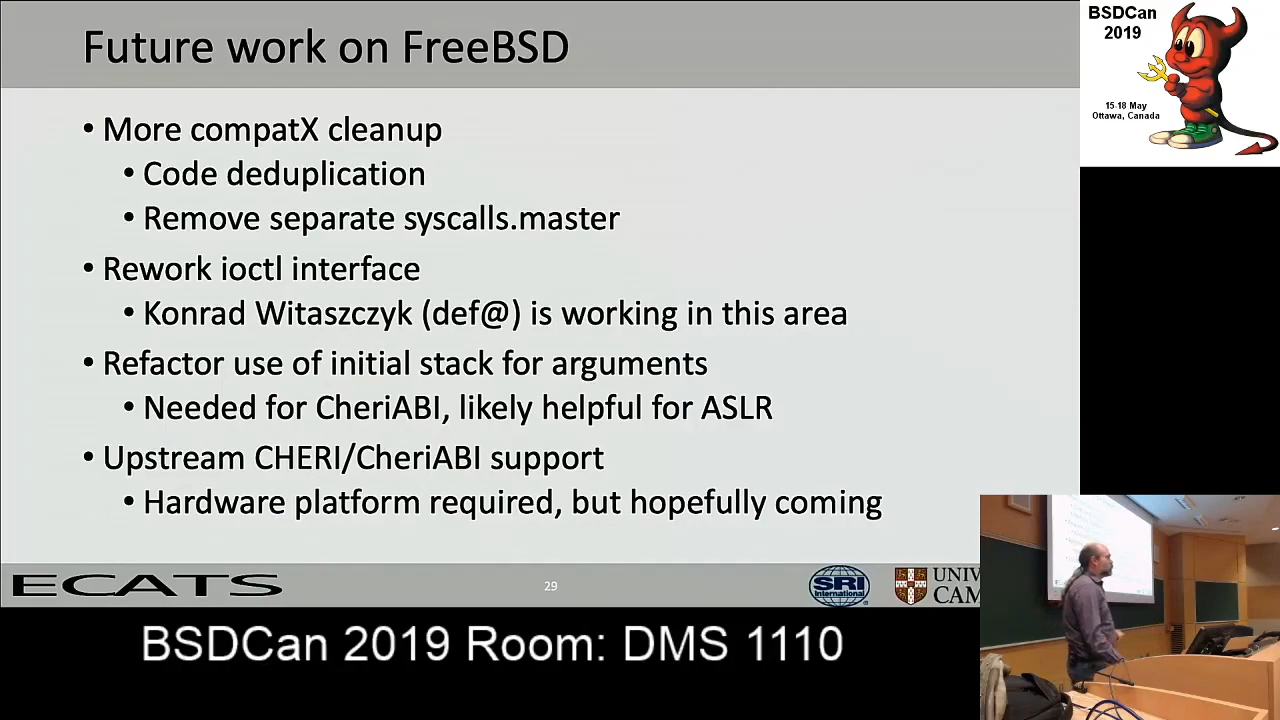 Future work on FreeBSD
• More compatX cleanup
• Code deduplication
• Remove separate syscalls.master
• Rework ioctl interface
• Konrad Witaszczyk (def@) is working in this area
• Refactor use of initial stack for arguments
• Needed for CheriABI, likely helpful for ASLR
• Upstream CHERI/CheriABI support
• Hardware platform required, but hopefully coming
ECATS
29
SRI
International
UNIV
CAM
BSDCan
2019
15-18 May
Ottawa, Canada
BSDCan 2019 Room: DMS 1110